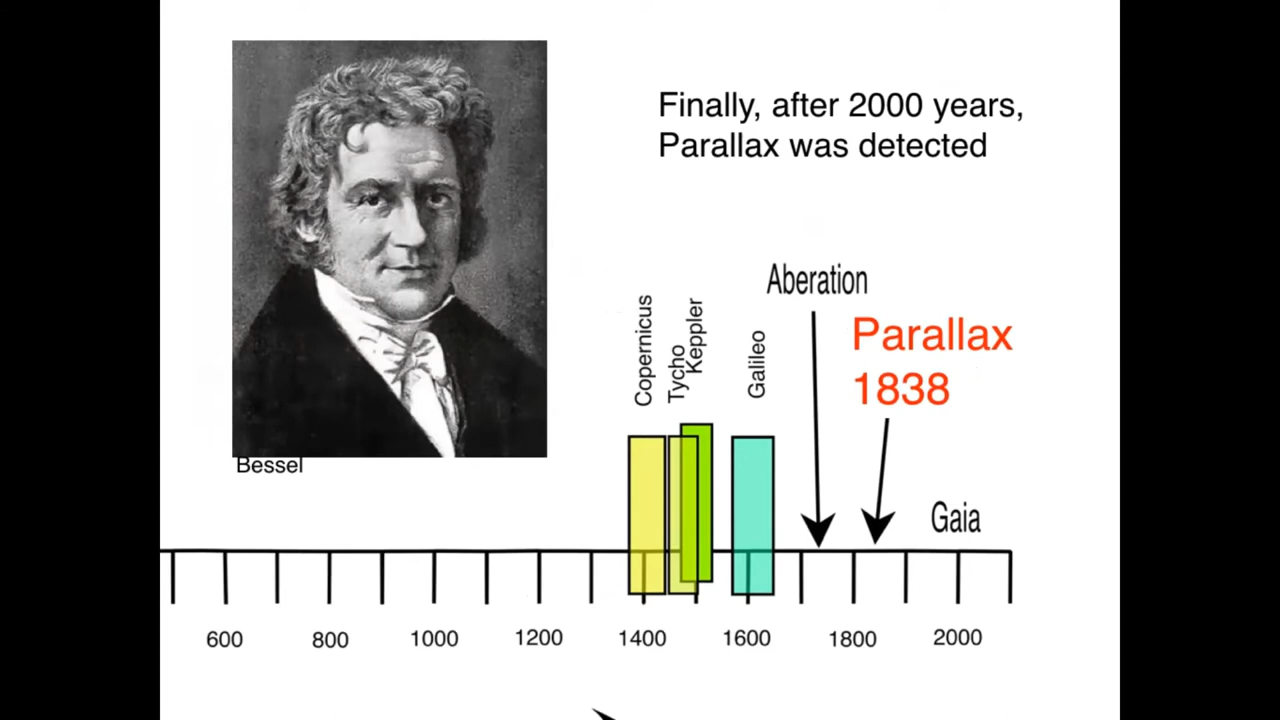 Finally, after 2000 years,
Parallax was detected
Aberation
Parallax
1838
Copernicus
Tycho
Keppler
Galileo
Bessel
Gaia
600 800 1000 1200 1400 1600 1800 2000